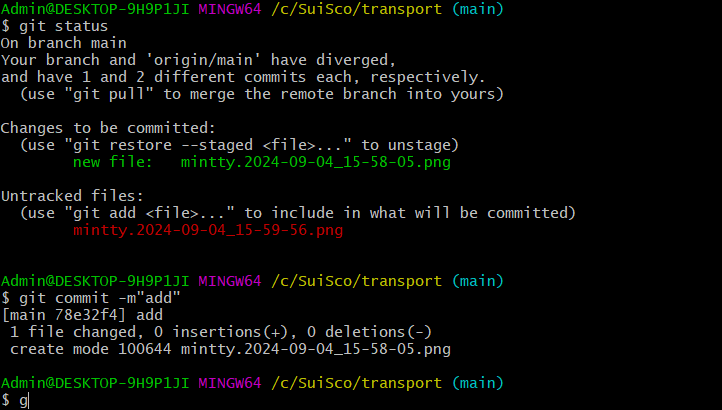 Admin@DESKTOP-9H9P1JI MINGW64 /c/SuiSco/transport (main)
$ git status
On branch main
Your branch and 'origin/main' have diverged,
and have 1 and 2 different commits each, respectively.
  (use "git pull" to merge the remote branch into yours)

Changes to be committed:
  (use "git restore --staged <file>..." to unstage)
        new file:   mintty.2024-09-04_15-58-05.png

Untracked files:
  (use "git add <file>..." to include in what will be committed)
        mintty.2024-09-04_15-59-56.png


Admin@DESKTOP-9H9P1JI MINGW64 /c/SuiSco/transport (main)
$ git commit -m"add"
[main 78e32f4] add
 1 file changed, 0 insertions(+), 0 deletions(-)
 create mode 100644 mintty.2024-09-04_15-58-05.png

Admin@DESKTOP-9H9P1JI MINGW64 /c/SuiSco/transport (main)
$ g